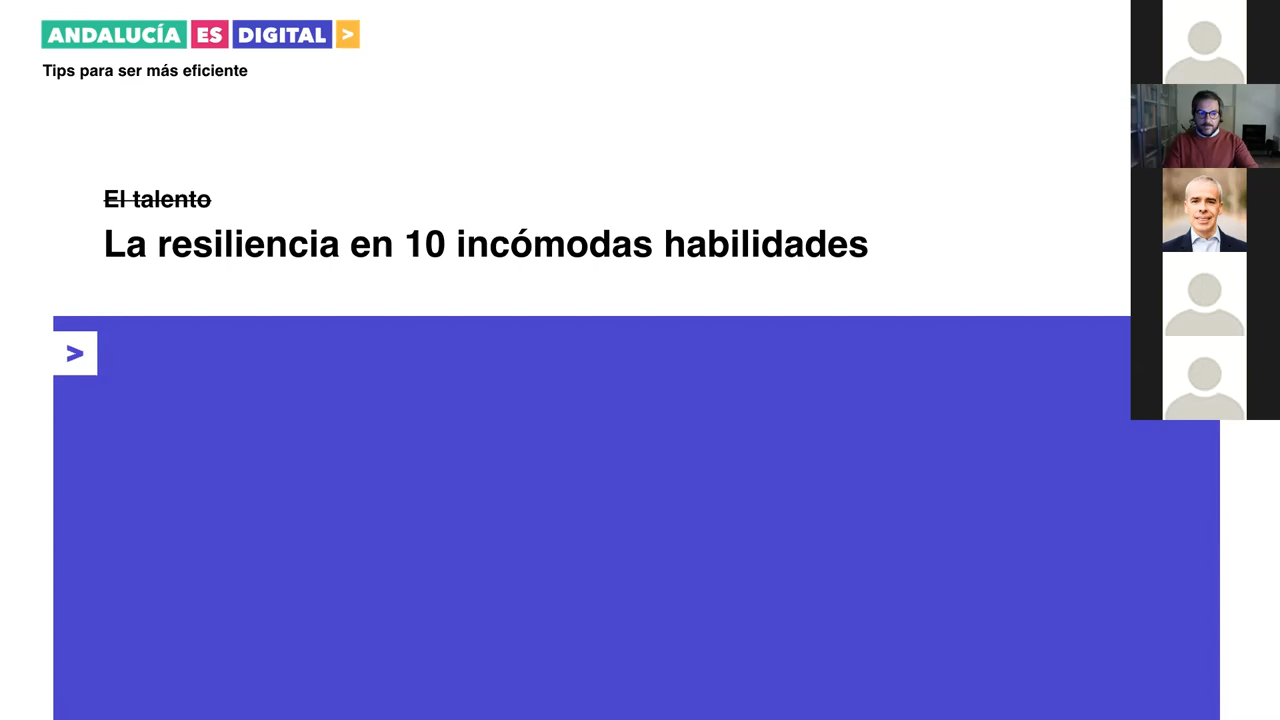 ANDALUCÍA ES DIGITAL >
Tips para ser más eficiente
El talento
La resiliencia en 10 incómodas habilidades
>